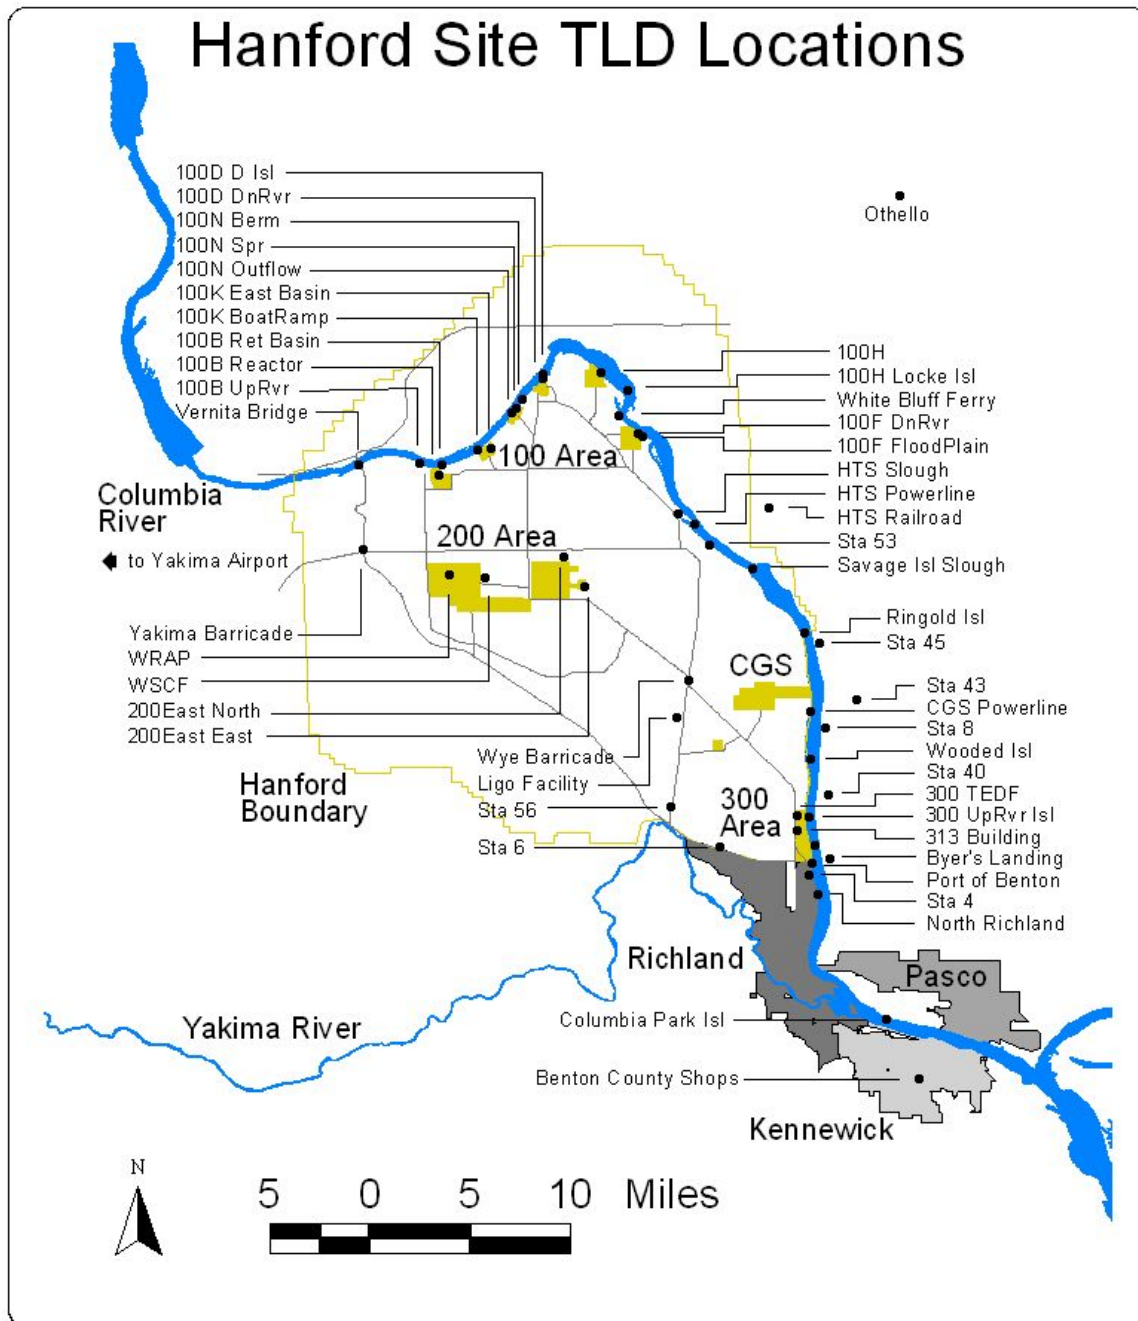 Hanford Site TLD Locations
100D D Isl
100D DnRvr
100N Berm
100N Spr
100N Outflow
100K East Basin
100K BoatRamp
100B Ret Basin
100B Reactor
100B UpRvr
Vernita Bridge
Othello
100H
100H Locke Isl
White Bluff Ferry
100F DnRvr
100F FloodPlain
HTS Slough
HTS Powerline
HTS Railroad
Sta 53
Savage Isl Slough
100 Area
Columbia
River
200 Area
to Yakima Airport
Yakima Barricade
WRAP
WSCF
200East North
200East East
Ringold Isl
Sta 45
CGS
Sta 43
CGS Powerline
Sta 8
Wooded Isl
Sta 40
300 TEDF
300 UpRvr Isl
313 Building
Byer's Landing
Port of Benton
Sta 4
North Richland
Wye Barricade
Ligo Facility
Sta 56
Sta 6
Hanford
Boundary
300
Area
Richland
Pasco
Yakima River
Columbia Park Isl
Benton County Shops
Kennewick
N
5 0 5 10 Miles